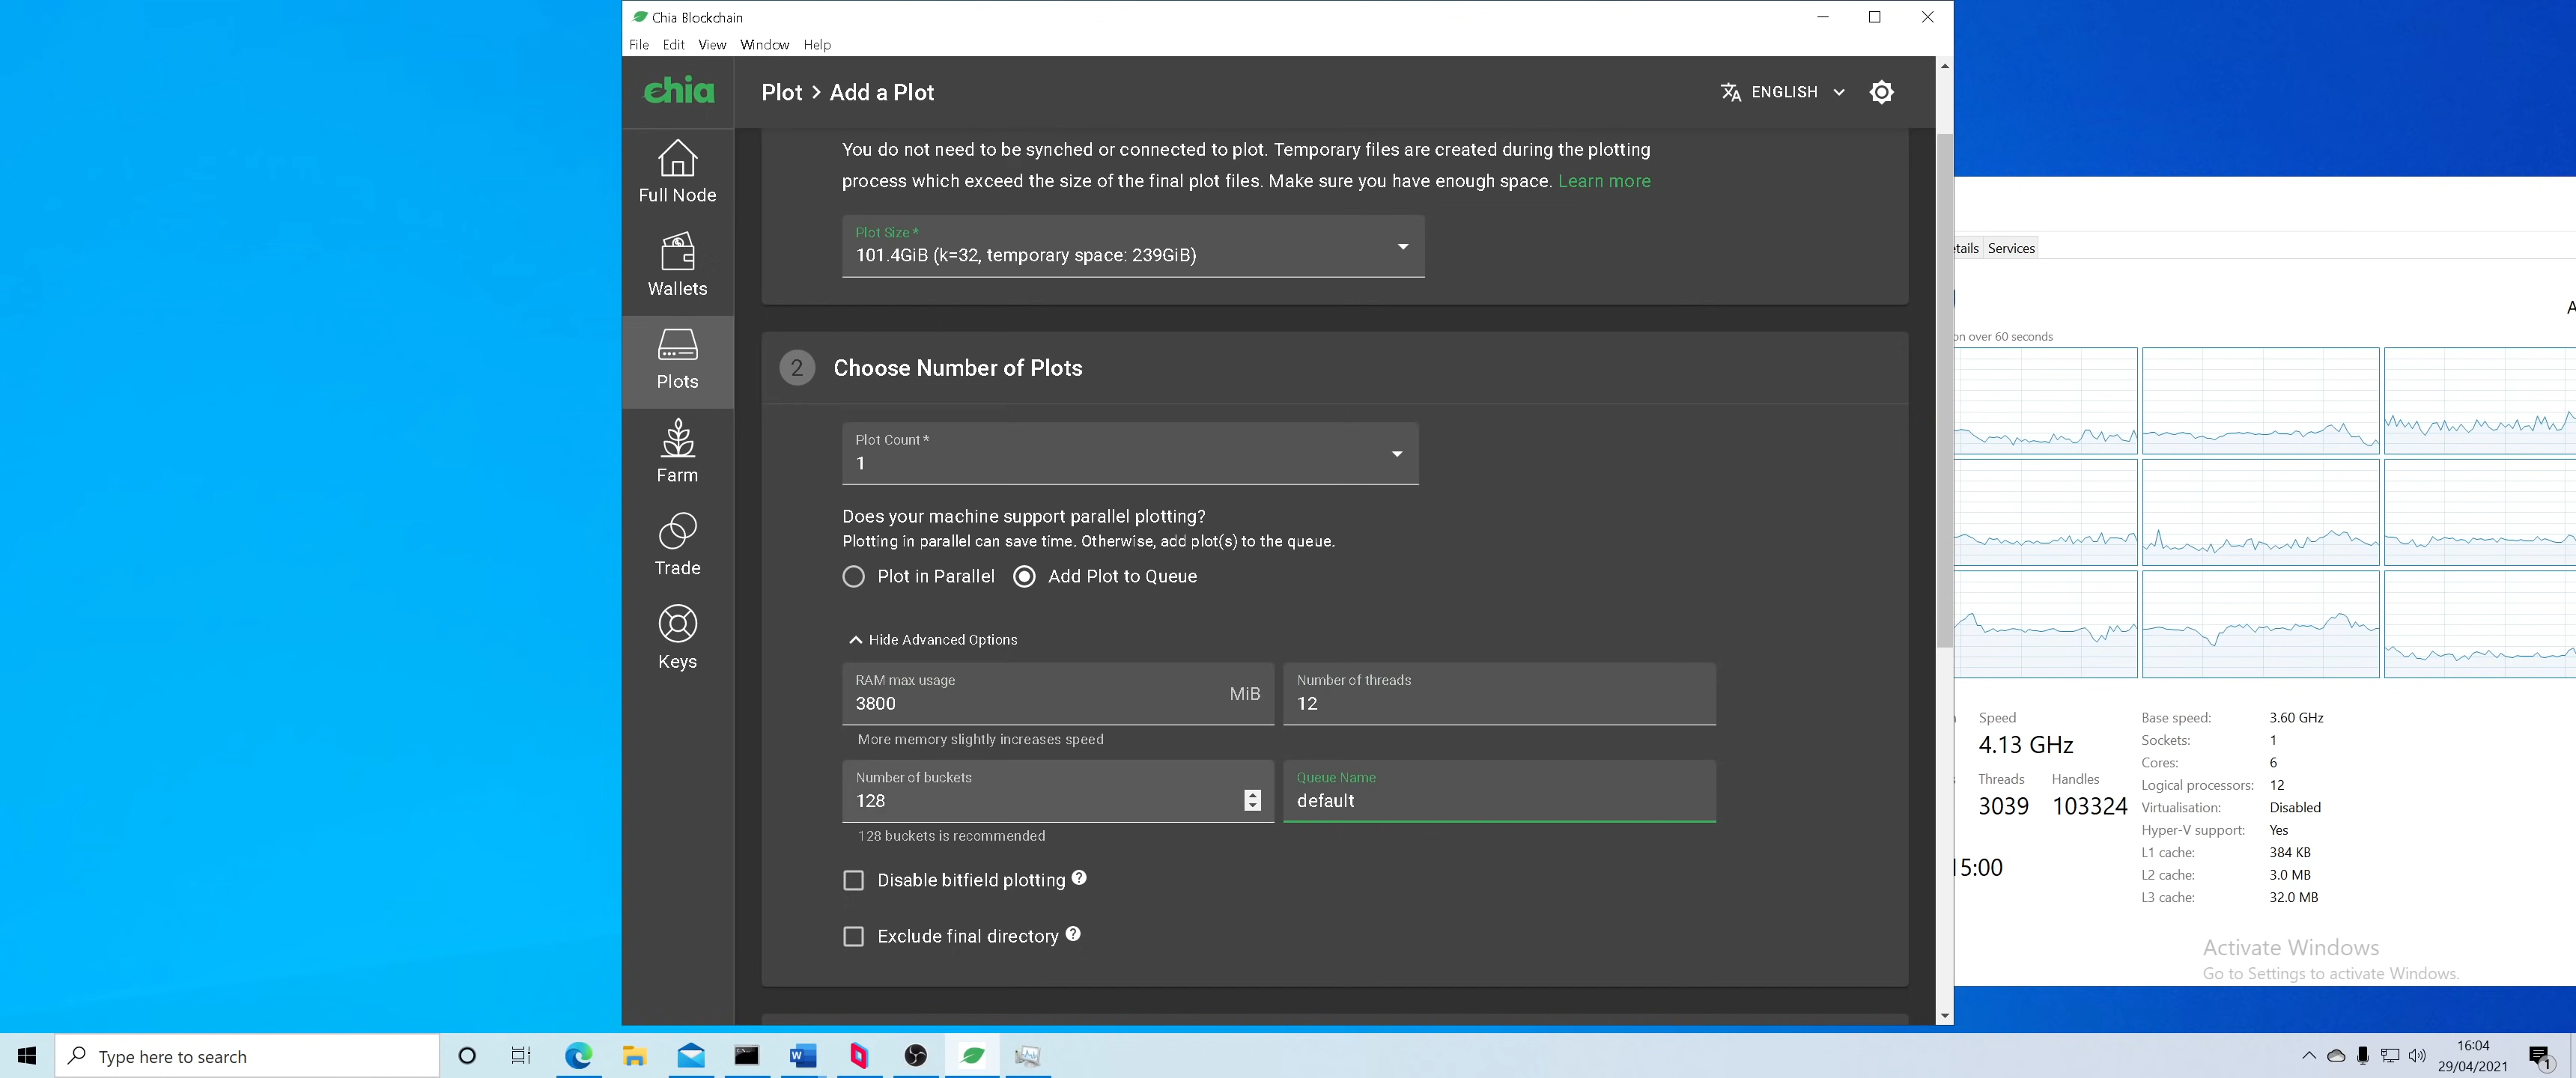 Chia Blockchain
File Edit View Window Help
chia
Plot > Add a Plot
ENGLISH
Full Node
Wallets
Plots
Farm
Trade
Keys
You do not need to be synched or connected to plot. Temporary files are created during the plotting
process which exceed the size of the final plot files. Make sure you have enough space. Learn more
Plot Size *
101.4GiB (k=32, temporary space: 239GiB)
2 Choose Number of Plots
Plot Count *
1
Does your machine support parallel plotting?
Plotting in parallel can save time. Otherwise, add plot(s) to the queue.
Plot in Parallel Add Plot to Queue
Hide Advanced Options
RAM max usage
3800 MiB
More memory slightly increases speed
Number of threads
12
Number of buckets
128
128 buckets is recommended
Queue Name
default
Disable bitfield plotting ?
Exclude final directory ?
etails Services
on over 60 seconds
Speed
4.13 GHz
Threads Handles
3039 103324
15:00
Base speed: 3.60 GHz
Sockets: 1
Cores: 6
Logical processors: 12
Virtualisation: Disabled
Hyper-V support: Yes
L1 cache: 384 KB
L2 cache: 3.0 MB
L3 cache: 32.0 MB
Activate Windows
Go to Settings to activate Windows.
Type here to search
16:04
29/04/2021
1